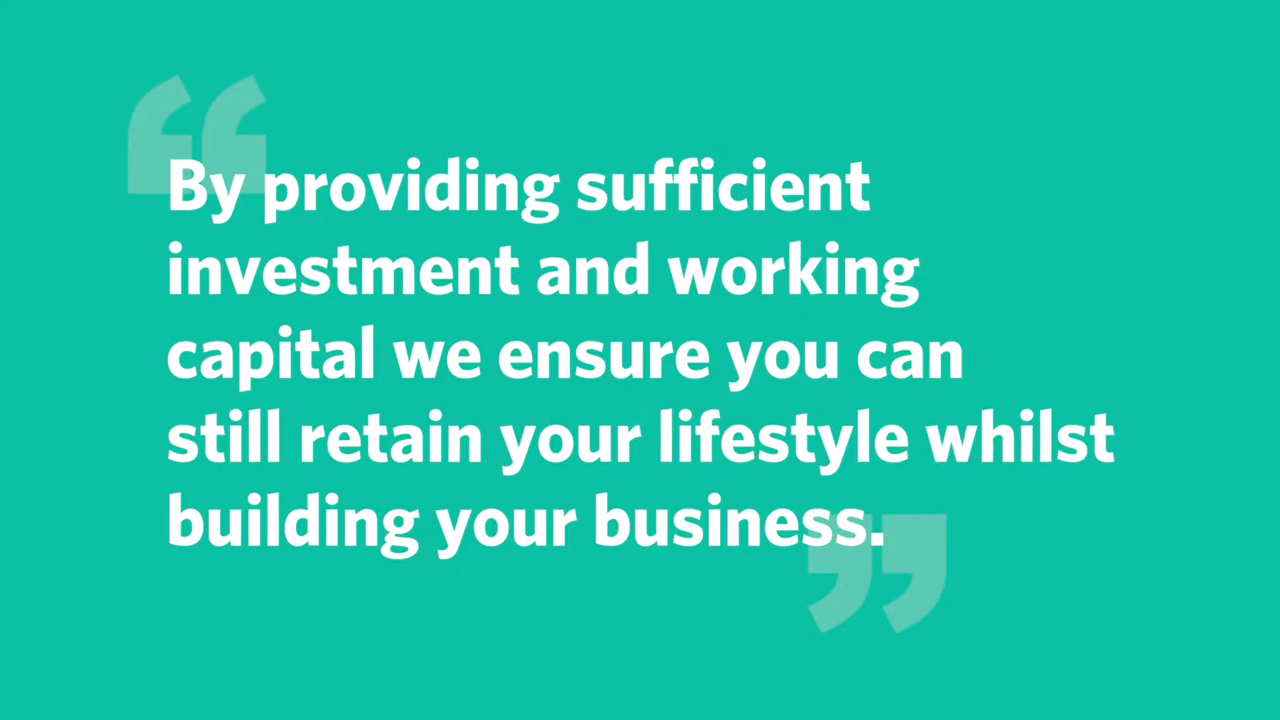 By providing sufficient
investment and working
capital we ensure you can
still retain your lifestyle whilst
building your business.